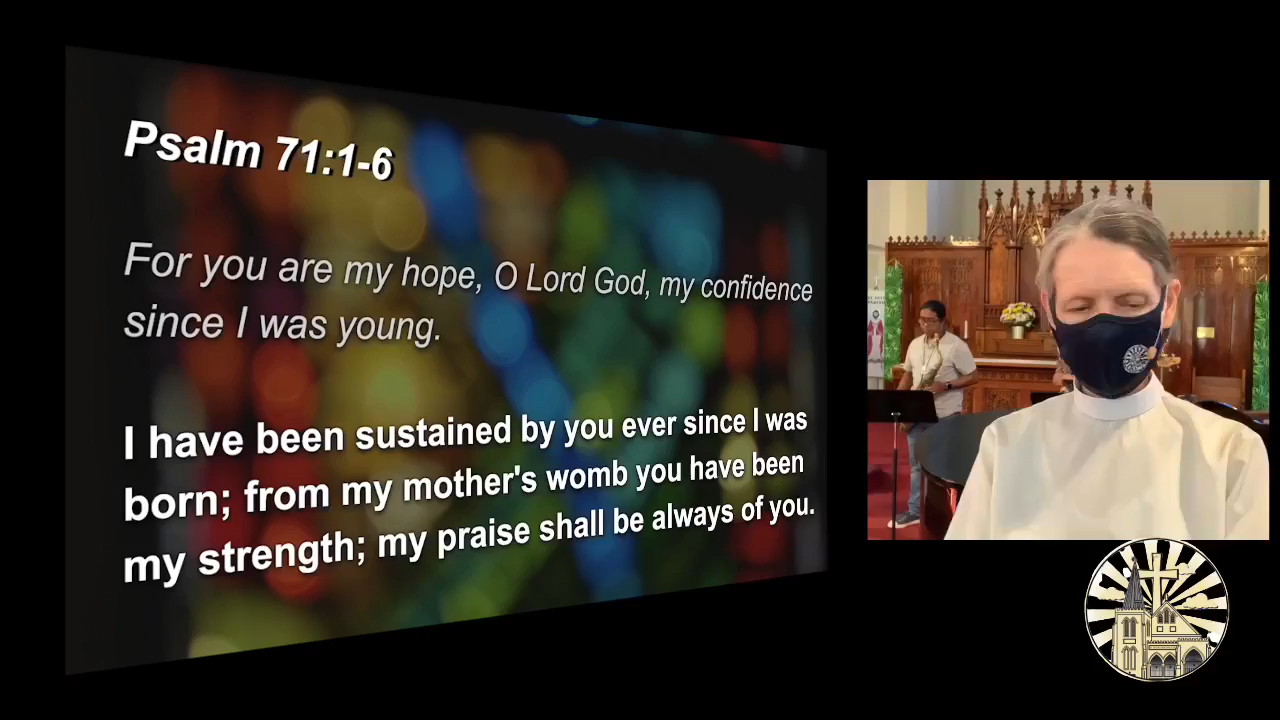 Psalm 71:1-6
For you are my hope, O Lord God, my confidence
since I was young.
I have been sustained by you ever since I was
born; from my mother's womb you have been
my strength; my praise shall be always of you.